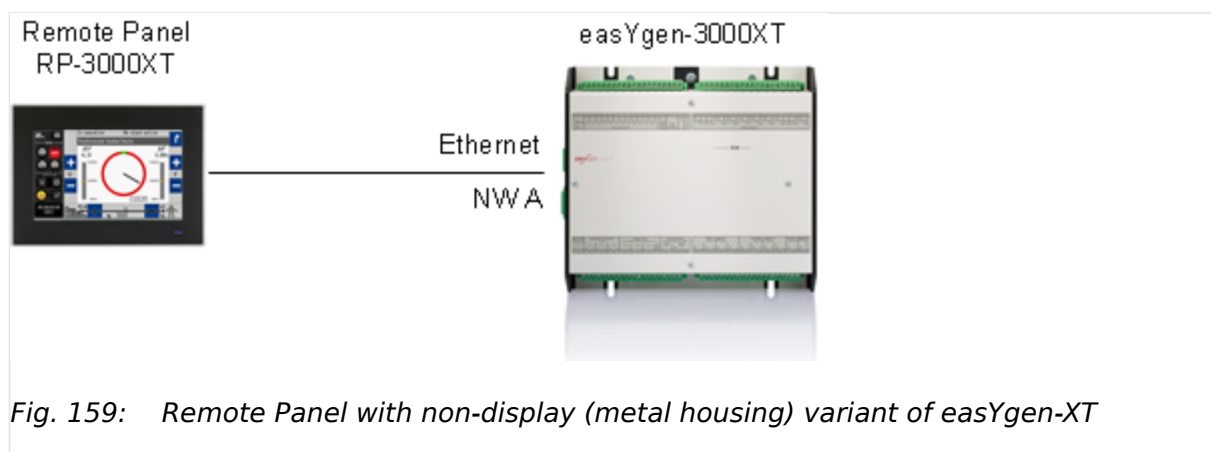 Remote Panel
RP-3000XT
easYgen-3000XT
Ethernet
NW A
Fig. 159: Remote Panel with non-display (metal housing) variant of easYgen-XT